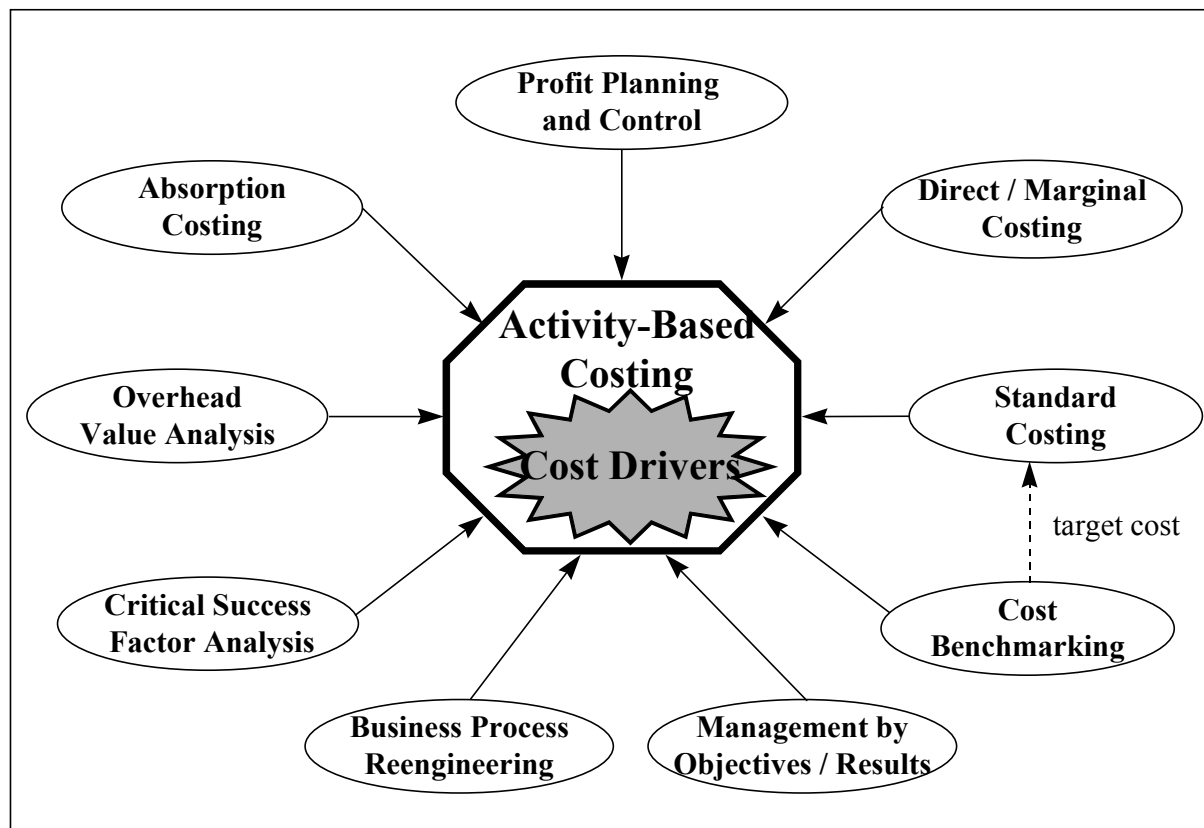 Profit Planning
and Control
Absorption
Costing
Direct / Marginal
Costing
Activity-Based
Costing
Cost Drivers
Overhead
Value Analysis
Standard
Costing
target cost
Critical Success
Factor Analysis
Cost
Benchmarking
Business Process
Reengineering
Management by
Objectives / Results